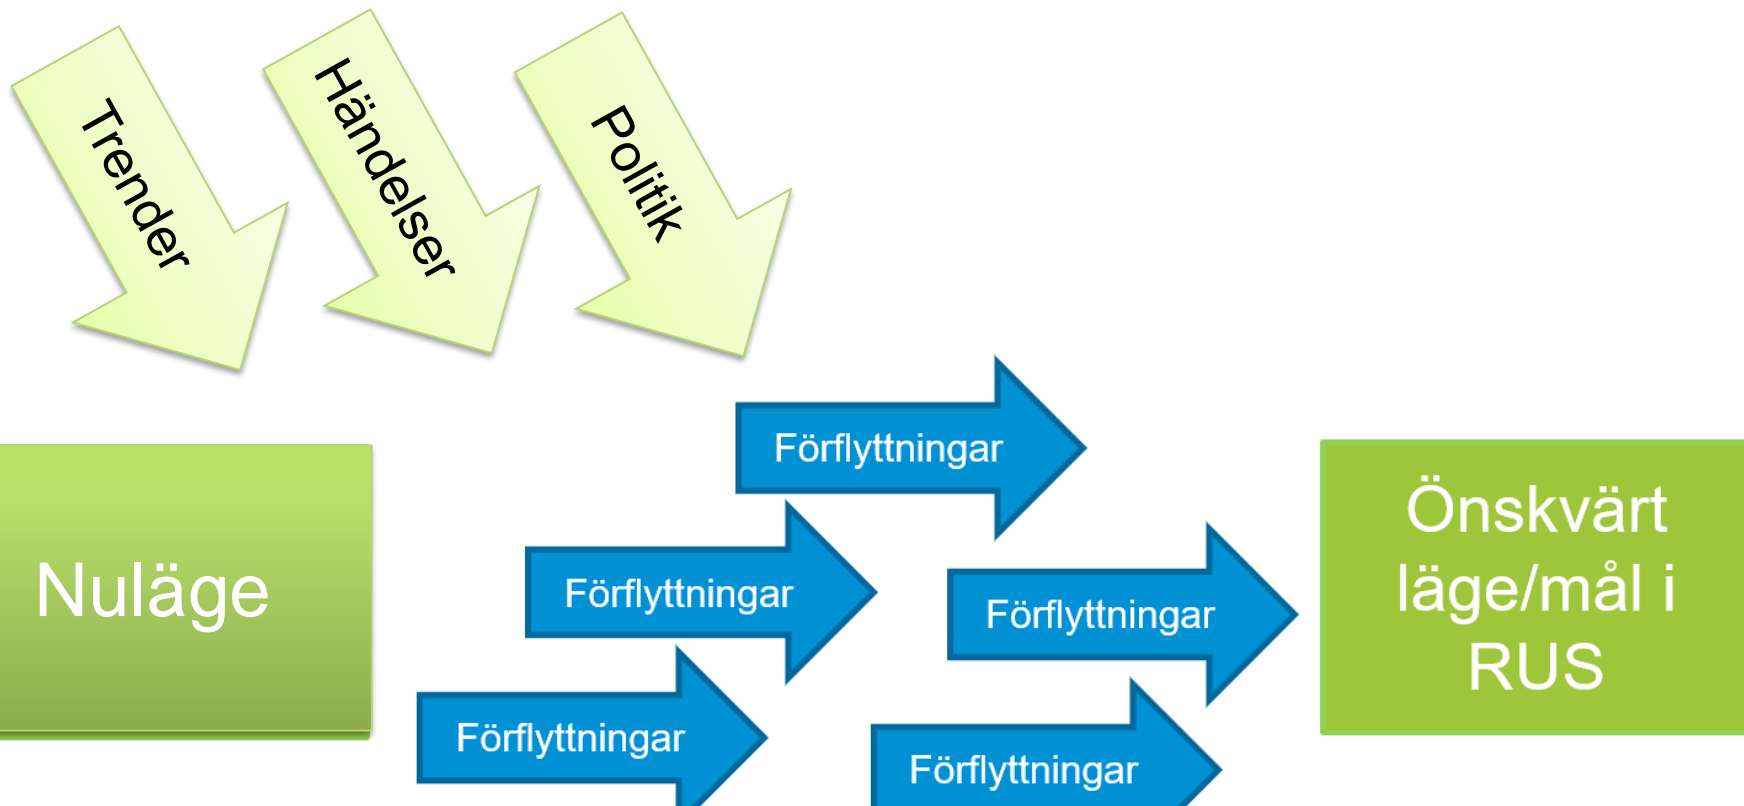 Trender
Händelser
Politik
Förflyttningar
Nuläge
Förflyttningar
Förflyttningar
Förflyttningar
Förflyttningar
Önskvärt
läge/mål i
RUS